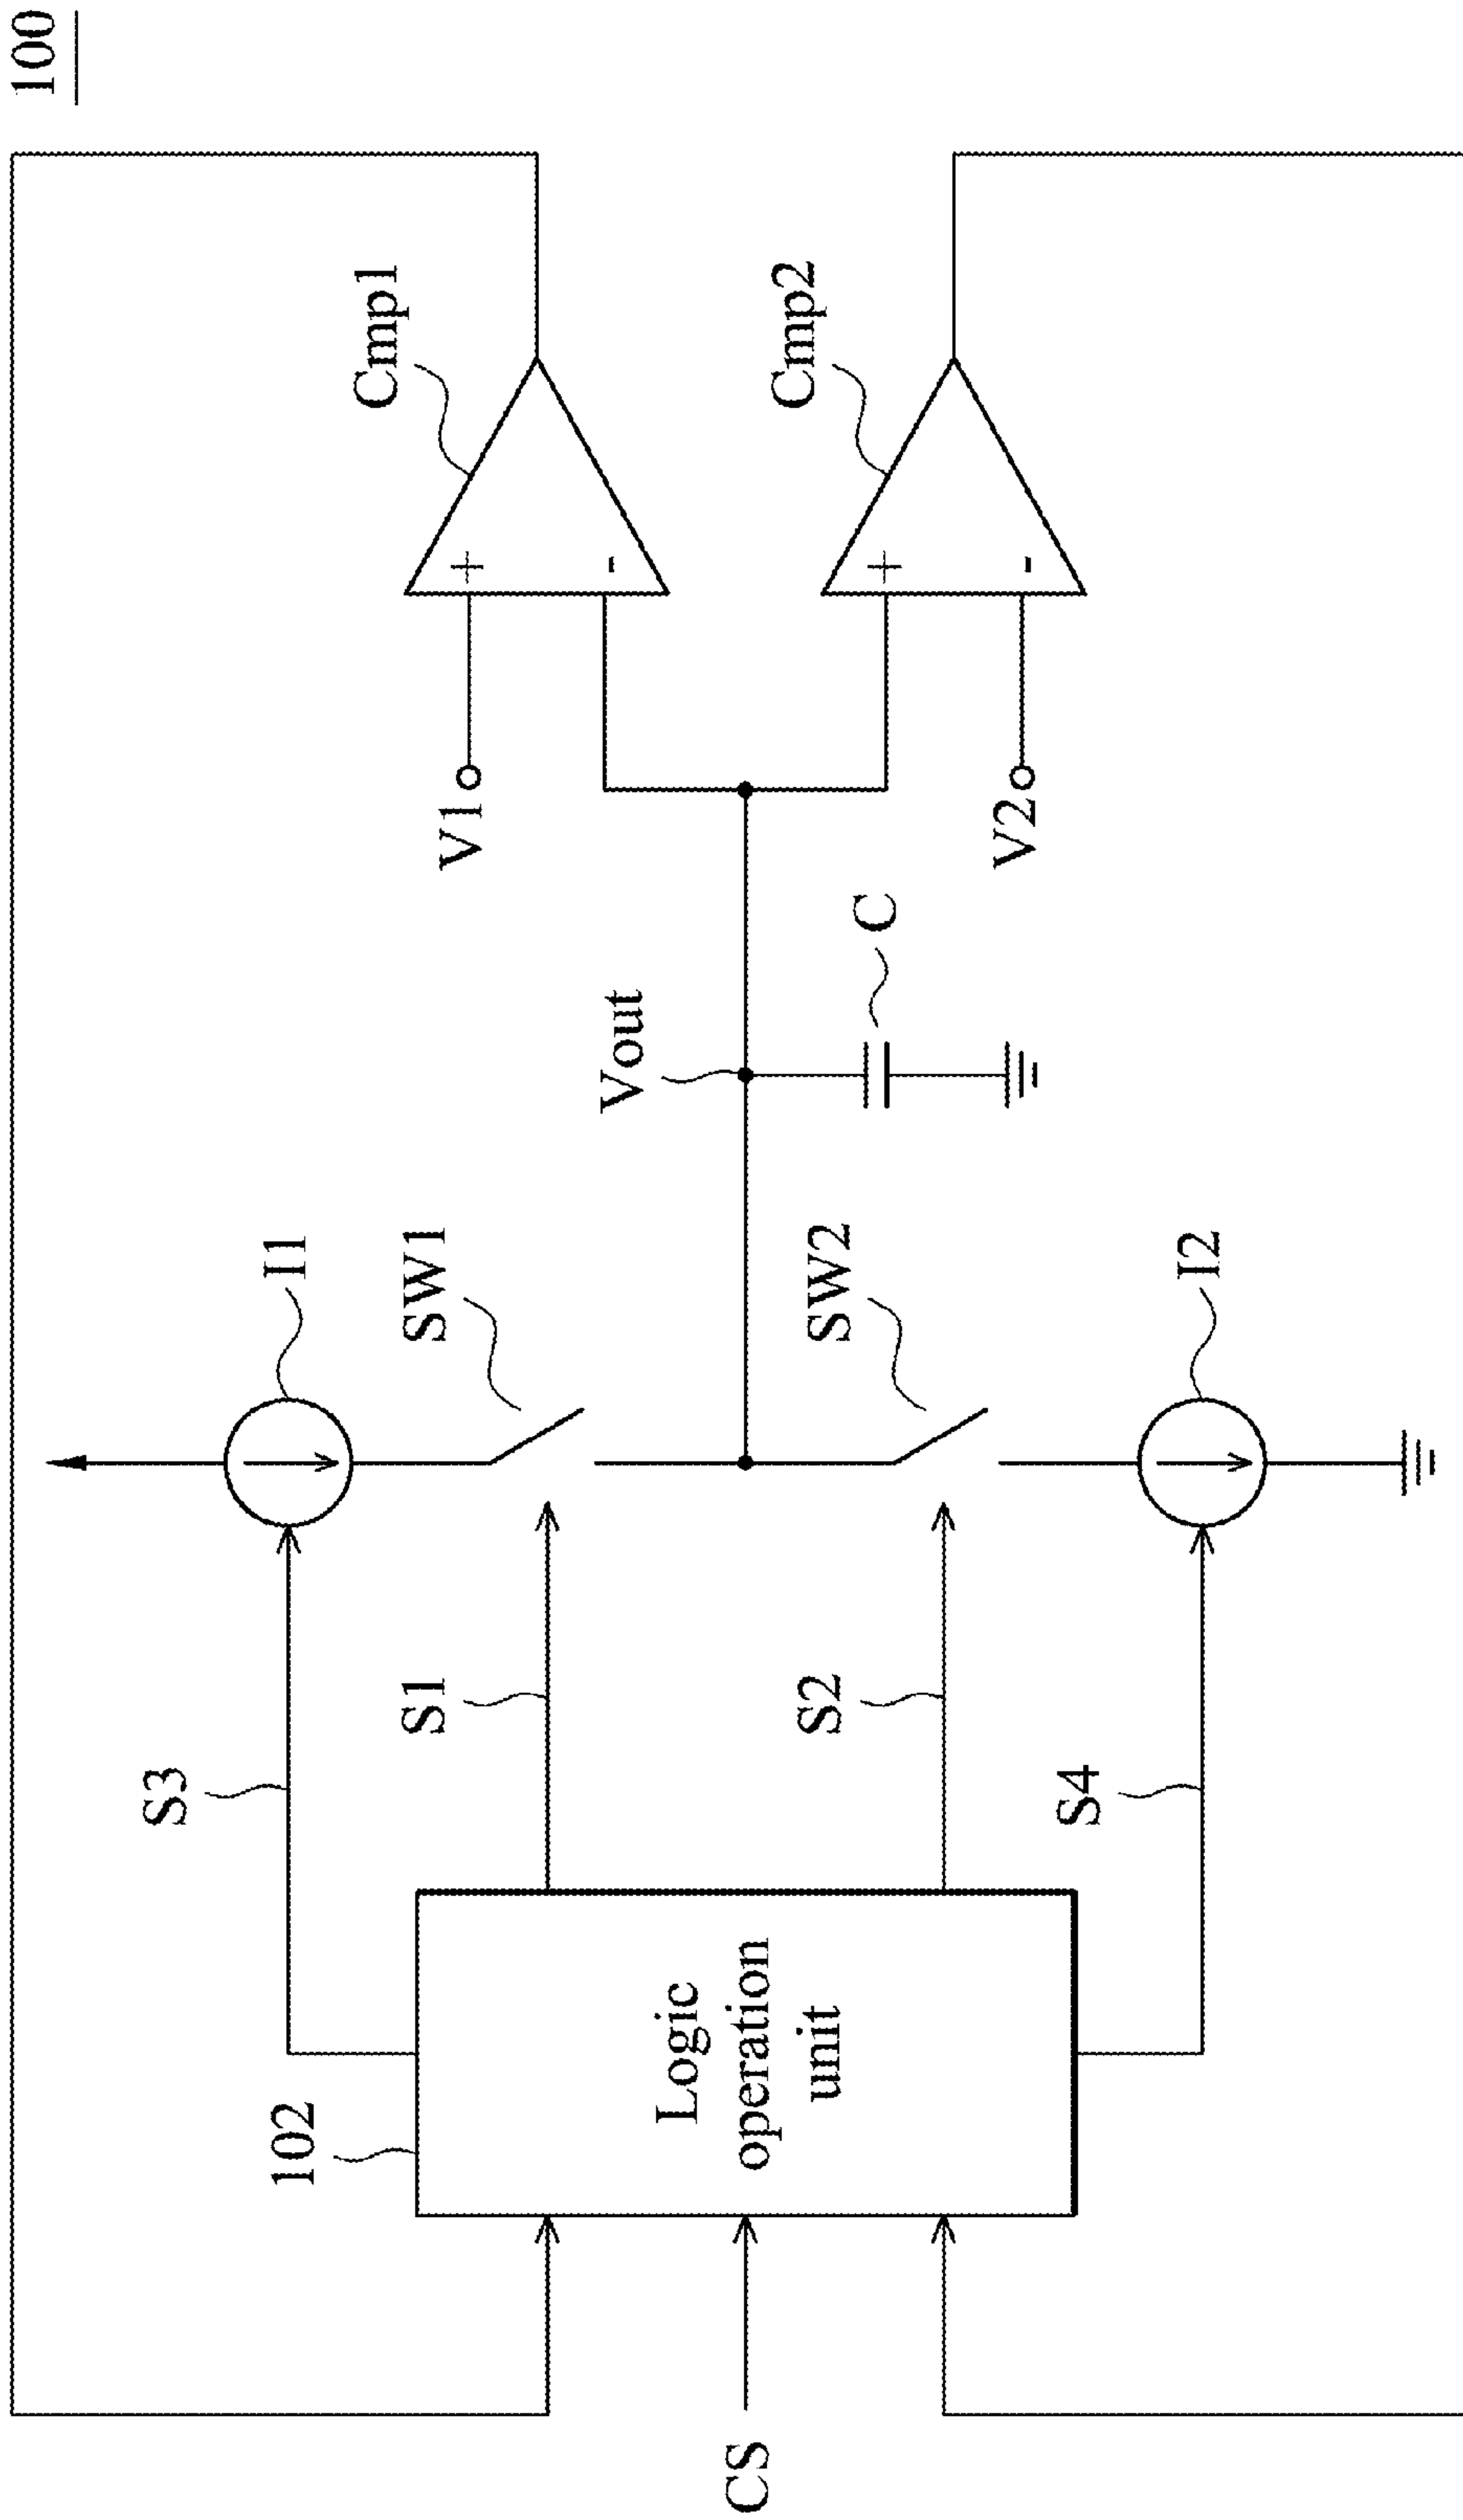 100
Cmp1
Cmp2
+
-
+
-
V1
V2
C
Vout
I1
SW1
SW2
I2
S3
S1
S2
S4
102
Logic
operation
unit
CS